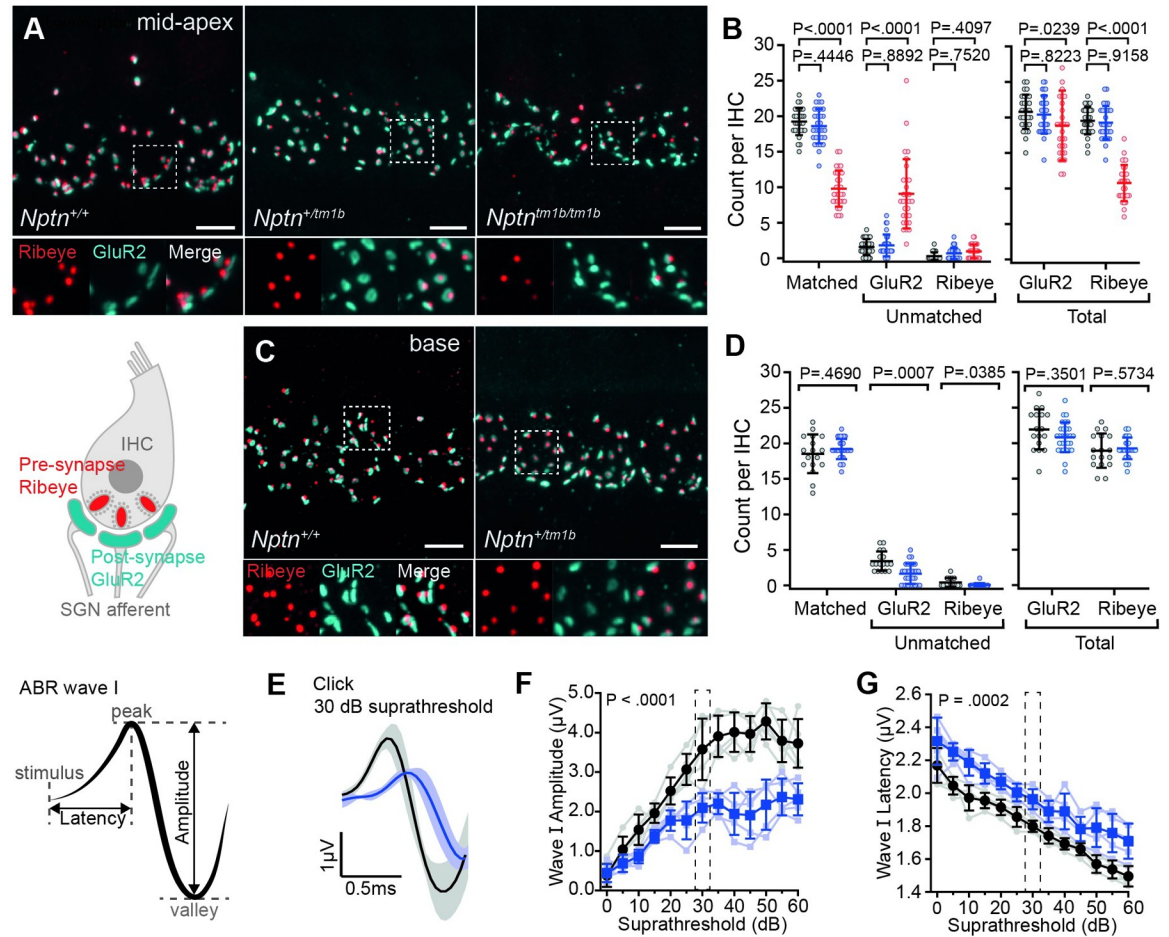 A
mid-apex
Nptn+/+
Nptn+/tm1b
Nptntm1b/tm1b
Ribeye GluR2 Merge
B
P<.0001 P<.0001 P=.4097 P=.0239 P<.0001
P=.4446 P=.8892 P=.7520 P=.8223 P=.9158
Count per IHC
30
25
20
15
10
5
0
Matched GluR2 Ribeye GluR2 Ribeye
Unmatched Total
IHC
Pre-synapse
Ribeye
Post-synapse
GluR2
SGN afferent
C
base
Nptn+/+
Nptn+/tm1b
Ribeye GluR2 Merge
D
P=.4690 P=.0007 P=.0385 P=.3501 P=.5734
Count per IHC
30
25
20
15
10
5
0
Matched GluR2 Ribeye GluR2 Ribeye
Unmatched Total
ABR wave I
peak
stimulus
Latency
Amplitude
valley
E
Click
30 dB suprathreshold
1µV
0.5ms
F
P < .0001
Wave I Amplitude (µV)
5.0
4.0
3.0
2.0
1.0
0.0
0 10 20 30 40 50 60
Suprathreshold (dB)
G
P = .0002
Wave I Latency (µV)
2.6
2.4
2.2
2.0
1.8
1.6
1.4
0 10 20 30 40 50 60
Suprathreshold (dB)